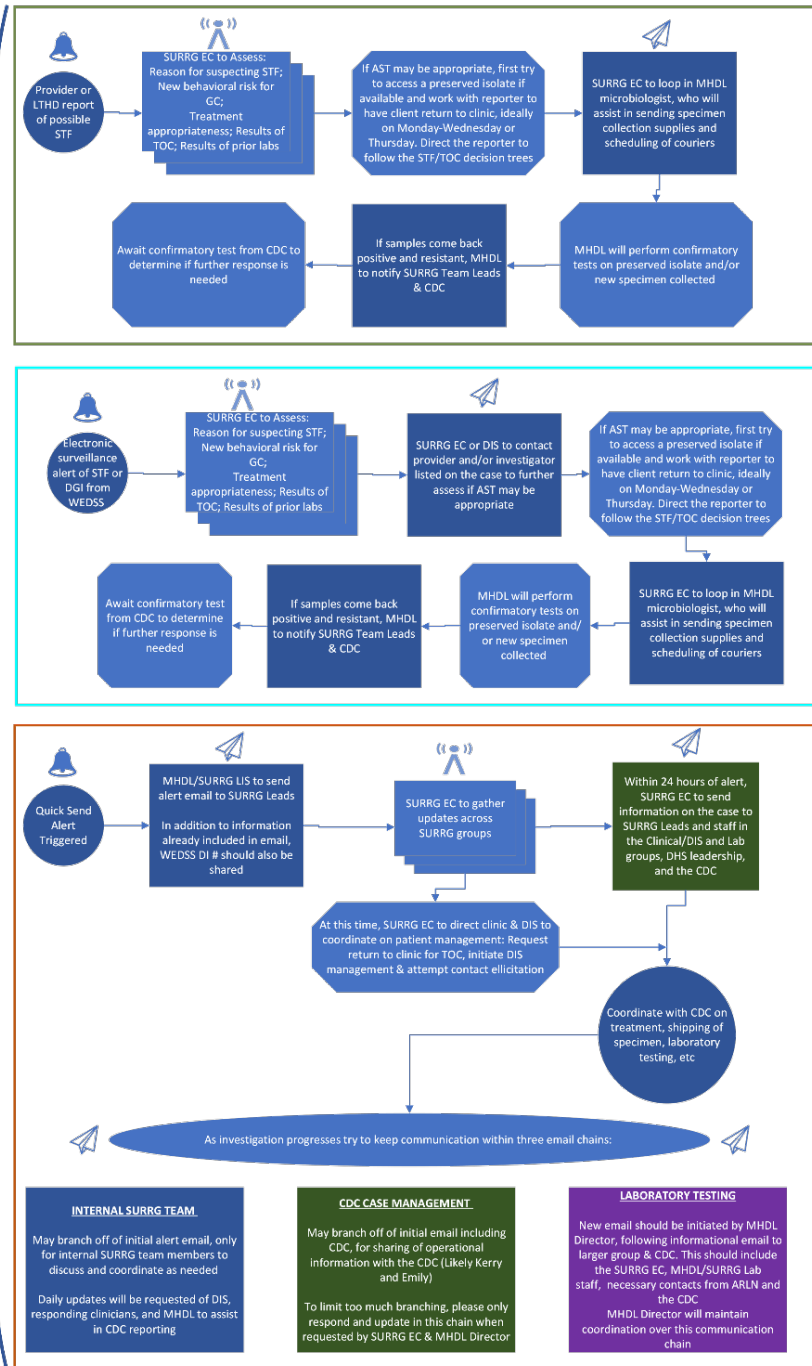 Provider or
LTHD report
of possible
STF
SURRG EC to Assess:
Reason for suspecting STF;
New behavioral risk for
GC;
Treatment
appropriateness; Results of
TOC; Results of prior labs
If AST may be appropriate, first try
to access a preserved isolate if
available and work with reporter to
have client return to clinic, ideally
on Monday-Wednesday or
Thursday. Direct the reporter to
follow the STF/TOC decision trees
SURRG EC to loop in MHDL
microbiologist, who will
assist in sending specimen
collection supplies and
scheduling of couriers
MHDL will perform confirmatory
tests on preserved isolate and/or
new specimen collected
If samples come back
positive and resistant, MHDL
to notify SURRG Team Leads
& CDC
Await confirmatory test from CDC to
determine if further response is
needed
Electronic
surveillance
alert of STF or
DGI from
WEDSS
SURRG EC to Assess:
Reason for suspecting STF;
New behavioral risk for
GC;
Treatment
appropriateness; Results of
TOC; Results of prior labs
SURRG EC or DIS to contact
provider and/or investigator
listed on the case to further
assess if AST may be
appropriate
If AST may be appropriate, first try
to access a preserved isolate if
available and work with reporter to
have client return to clinic, ideally
on Monday-Wednesday or
Thursday. Direct the reporter to
follow the STF/TOC decision trees
SURRG EC to loop in MHDL
microbiologist, who will
assist in sending specimen
collection supplies and
scheduling of couriers
MHDL will perform
confirmatory tests on
preserved isolate and/
or new specimen
collected
If samples come back
positive and resistant, MHDL
to notify SURRG Team Leads
& CDC
Await confirmatory test
from CDC to determine
if further response is
needed
Quick Send
Alert
Triggered
MHDL/SURRG LIS to send
alert email to SURRG Leads
In addition to information
already included in email,
WEDSS DI # should also be
shared
SURRG EC to gather
updates across
SURRG groups
Within 24 hours of alert,
SURRG EC to send
information on the case to
SURRG Leads and staff in
the Clinical/DIS and Lab
groups, DHS leadership,
and the CDC
At this time, SURRG EC to direct clinic & DIS to
coordinate on patient management: Request
return to clinic for TOC, initiate DIS
management & attempt contact ellicitation
Coordinate with CDC on
treatment, shipping of
specimen, laboratory
testing, etc
As investigation progresses try to keep communication within three email chains:
INTERNAL SURRG TEAM
May branch off of initial alert email, only
for internal SURRG team members to
discuss and coordinate as needed
Daily updates will be requested of DIS,
responding clinicians, and MHDL to
assist in CDC reporting
CDC CASE MANAGEMENT
May branch off of initial email including
CDC, for sharing of operational
information with the CDC (Likely Kerry
and Emily)
To limit too much branching, please only
respond and update in this chain when
requested by SURRG EC & MHDL Director
LABORATORY TESTING
New email should be initiated by MHDL
Director, following informational email to
larger group & CDC. This should include
the SURRG EC, MHDL/SURRG Lab
staff, necessary contacts from ARLN and
the CDC
MHDL Director will maintain
coordination over this communication
chain